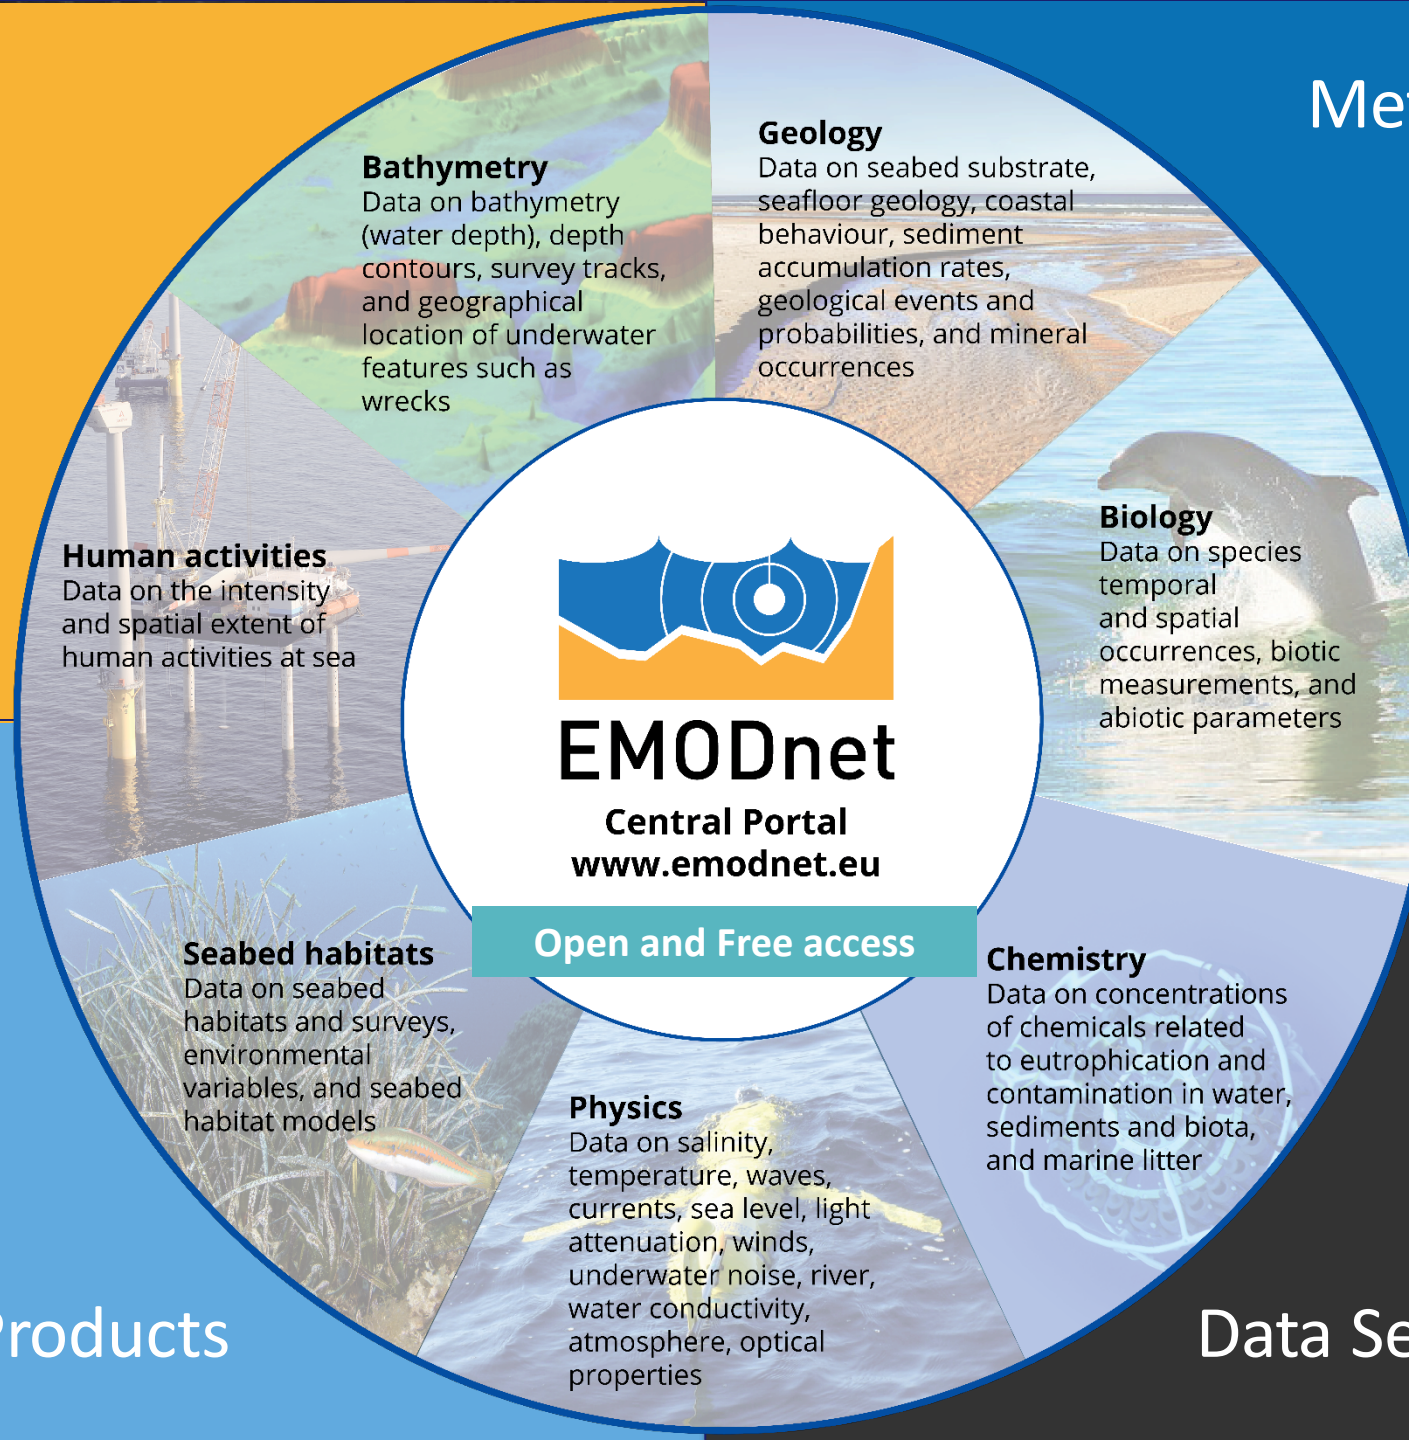 Bathymetry
Data on bathymetry
(water depth), depth
contours, survey tracks,
and geographical
location of underwater
features such as
wrecks
Geology
Data on seabed substrate,
seafloor geology, coastal
behaviour, sediment
accumulation rates,
geological events and
probabilities, and mineral
occurrences
Human activities
Data on the intensity
and spatial extent of
human activities at sea
EMODnet
Central Portal
www.emodnet.eu
Open and Free access
Biology
Data on species
temporal
and spatial
occurrences, biotic
measurements, and
abiotic parameters
Seabed habitats
Data on seabed
habitats and surveys,
environmental
variables, and seabed
habitat models
Physics
Data on salinity,
temperature, waves,
currents, sea level, light
attenuation, winds,
underwater noise, river,
water conductivity,
atmosphere, optical
properties
Chemistry
Data on concentrations
of chemicals related
to eutrophication and
contamination in water,
sediments and biota,
and marine litter
Products
Data